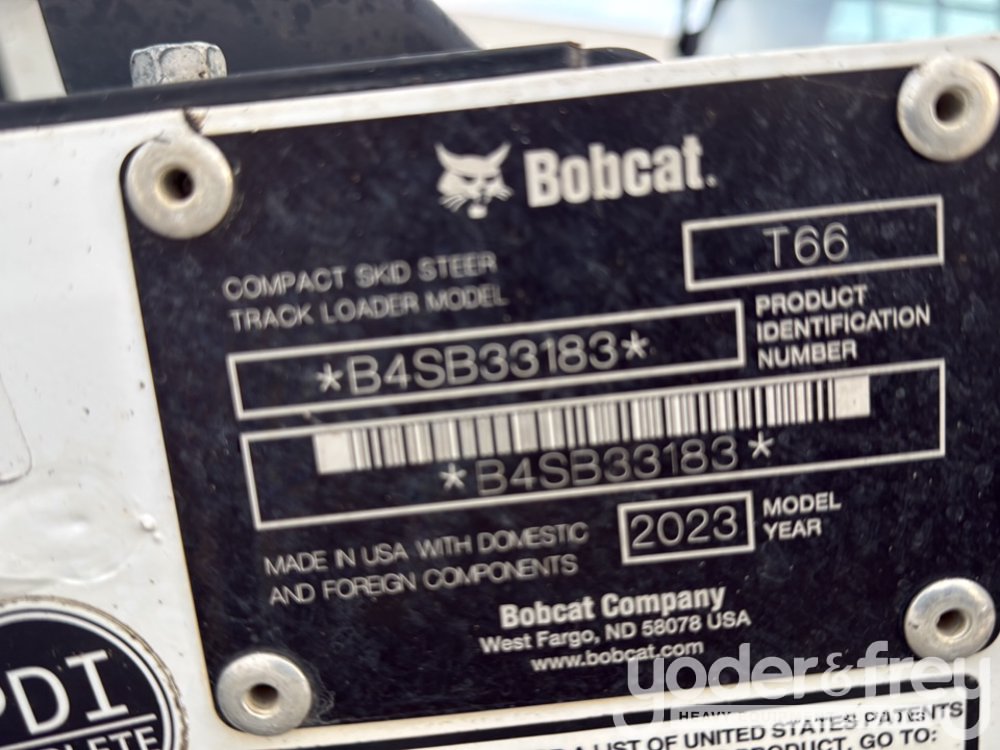 Bobcat.
COMPACT SKID STEER
TRACK LOADER MODEL
T66
*B4SB33183*
PRODUCT
IDENTIFICATION
NUMBER
*B4SB33183*
MADE IN USA WITH DOMESTIC
AND FOREIGN COMPONENTS
2023
MODEL
YEAR
Bobcat Company
West Fargo, ND 58078 USA
www.bobcat.com
PDI
yoder&frey
A LIST OF UNITED STATES PATENTS
PRODUCT, GO TO: